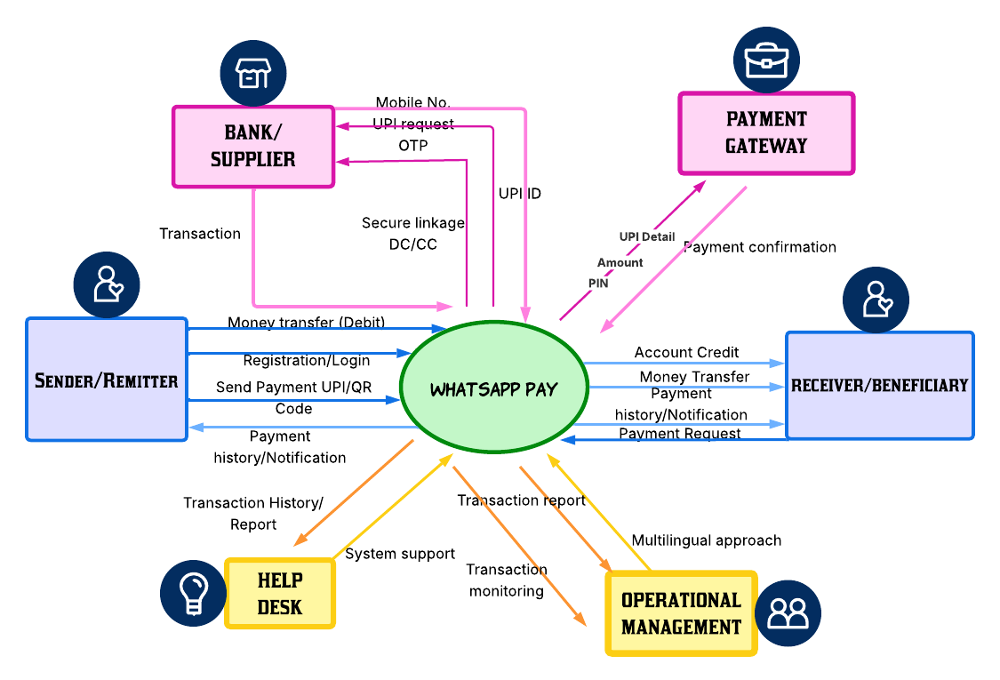 Mobile No.
UPI request
OTP
BANK/
SUPPLIER
PAYMENT
GATEWAY
UPI ID
Transaction
Secure linkage
DC/CC
UPI Detail
Amount
PIN
Payment confirmation
Money transfer (Debit)
Registration/Login
Send Payment UPI/QR
Code
Payment
history/Notification
SENDER/REMITTER
WHATSAPP PAY
Account Credit
Money Transfer
Payment
history/Notification
Payment Request
RECEIVER/BENEFICIARY
Transaction History/
Report
System support
Transaction report
Transaction
monitoring
Multilingual approach
HELP
DESK
OPERATIONAL
MANAGEMENT